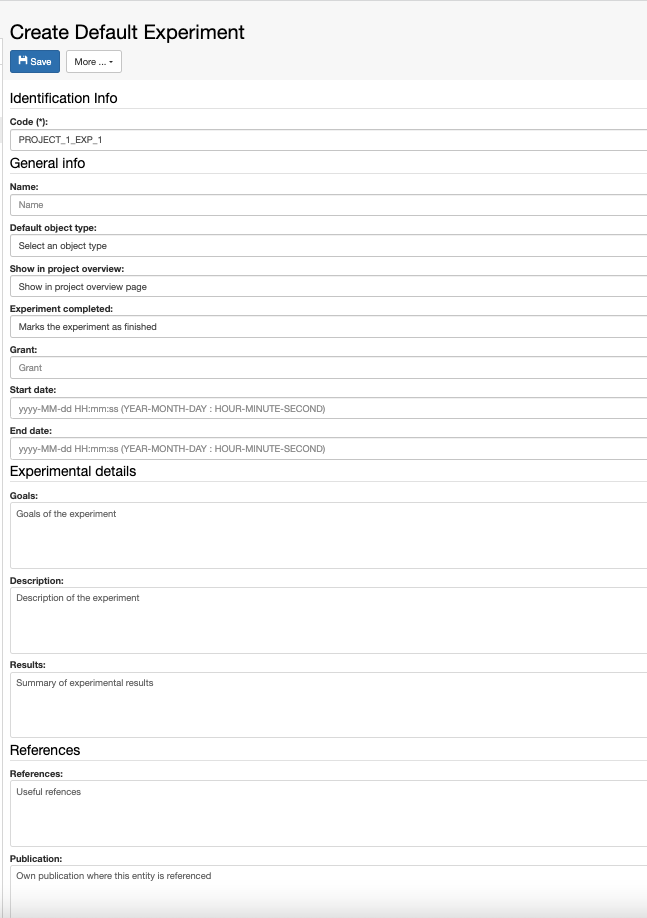 Create Default Experiment
Save
More ...
Identification Info
Code (*):
PROJECT_1_EXP_1
General info
Name:
Name
Default object type:
Select an object type
Show in project overview:
Show in project overview page
Experiment completed:
Marks the experiment as finished
Grant:
Grant
Start date:
yyyy-MM-dd HH:mm:ss (YEAR-MONTH-DAY : HOUR-MINUTE-SECOND)
End date:
yyyy-MM-dd HH:mm:ss (YEAR-MONTH-DAY : HOUR-MINUTE-SECOND)
Experimental details
Goals:
Goals of the experiment
Description:
Description of the experiment
Results:
Summary of experimental results
References
References:
Useful refences
Publication:
Own publication where this entity is referenced